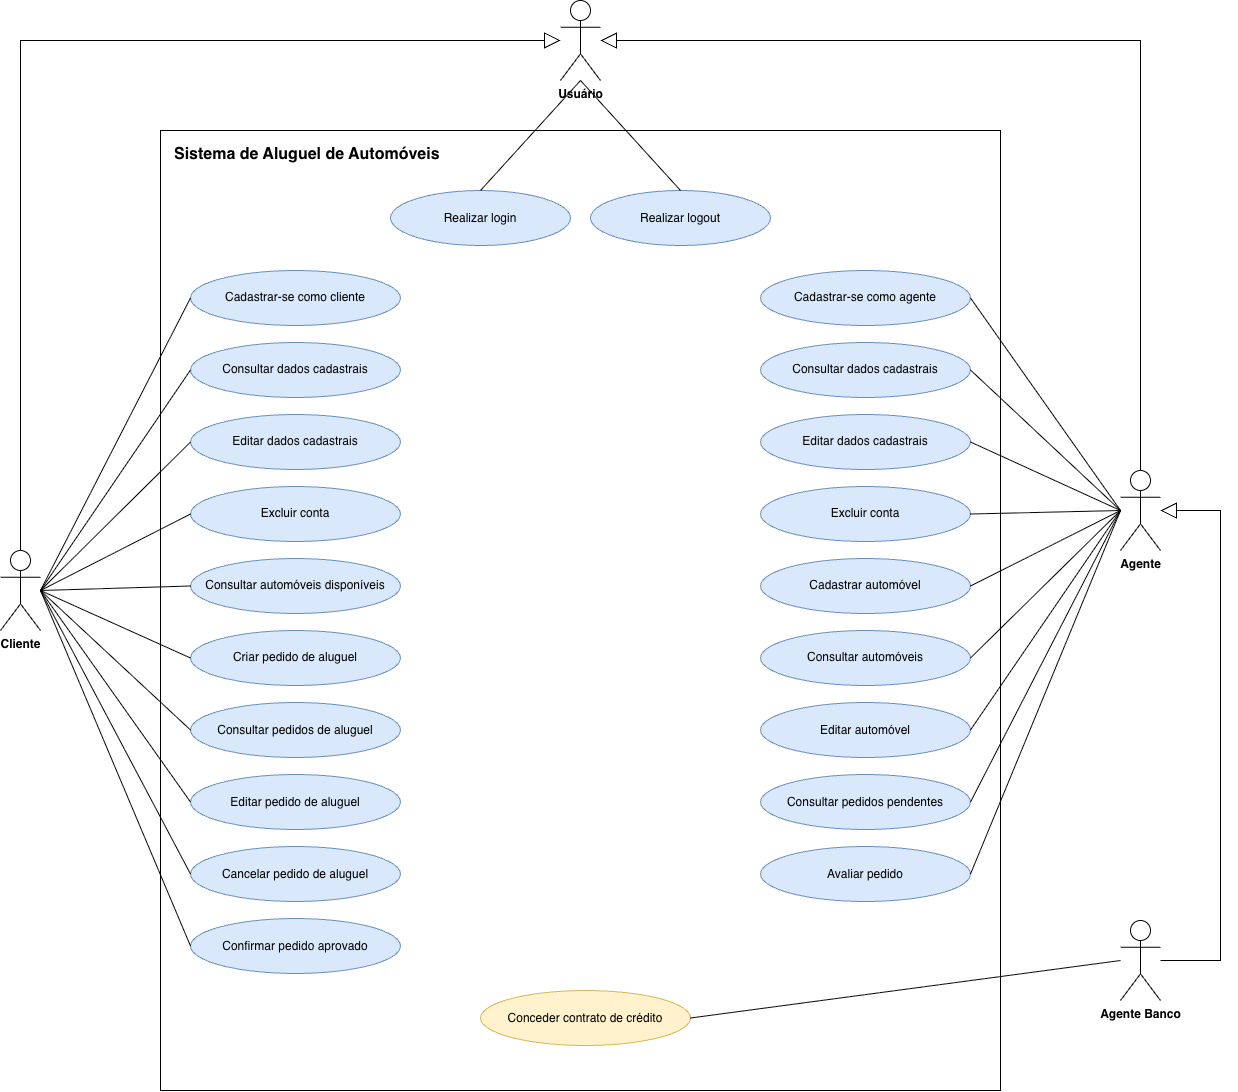 Usuário
Sistema de Aluguel de Automóveis
Realizar login
Realizar logout
Cadastrar-se como cliente
Consultar dados cadastrais
Editar dados cadastrais
Excluir conta
Consultar automóveis disponíveis
Criar pedido de aluguel
Consultar pedidos de aluguel
Editar pedido de aluguel
Cancelar pedido de aluguel
Confirmar pedido aprovado
Cliente
Cadastrar-se como agente
Consultar dados cadastrais
Editar dados cadastrais
Excluir conta
Cadastrar automóvel
Consultar automóveis
Editar automóvel
Consultar pedidos pendentes
Avaliar pedido
Agente
Conceder contrato de crédito
Agente Banco